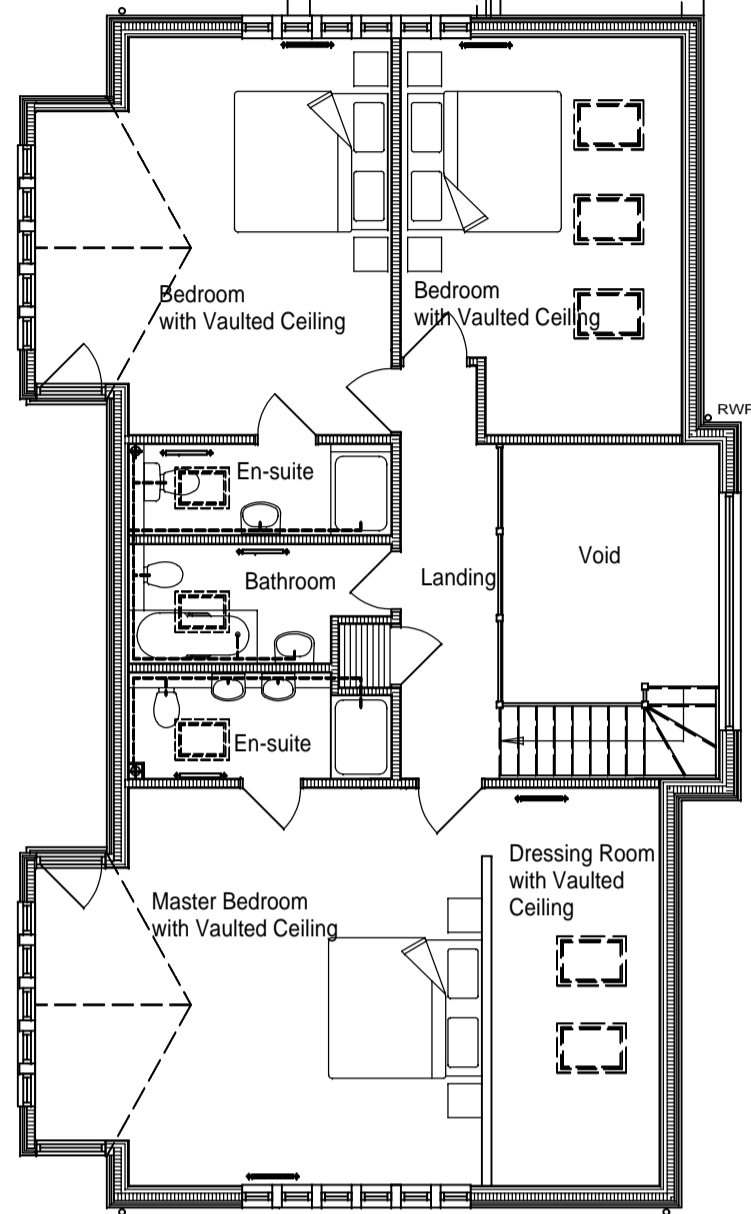 Bedroom
with Vaulted Ceiling
Bedroom
with Vaulted Ceiling
RWP
En-suite
Bathroom
Landing
Void
En-suite
Dressing Room
with Vaulted
Ceiling
Master Bedroom
with Vaulted Ceiling